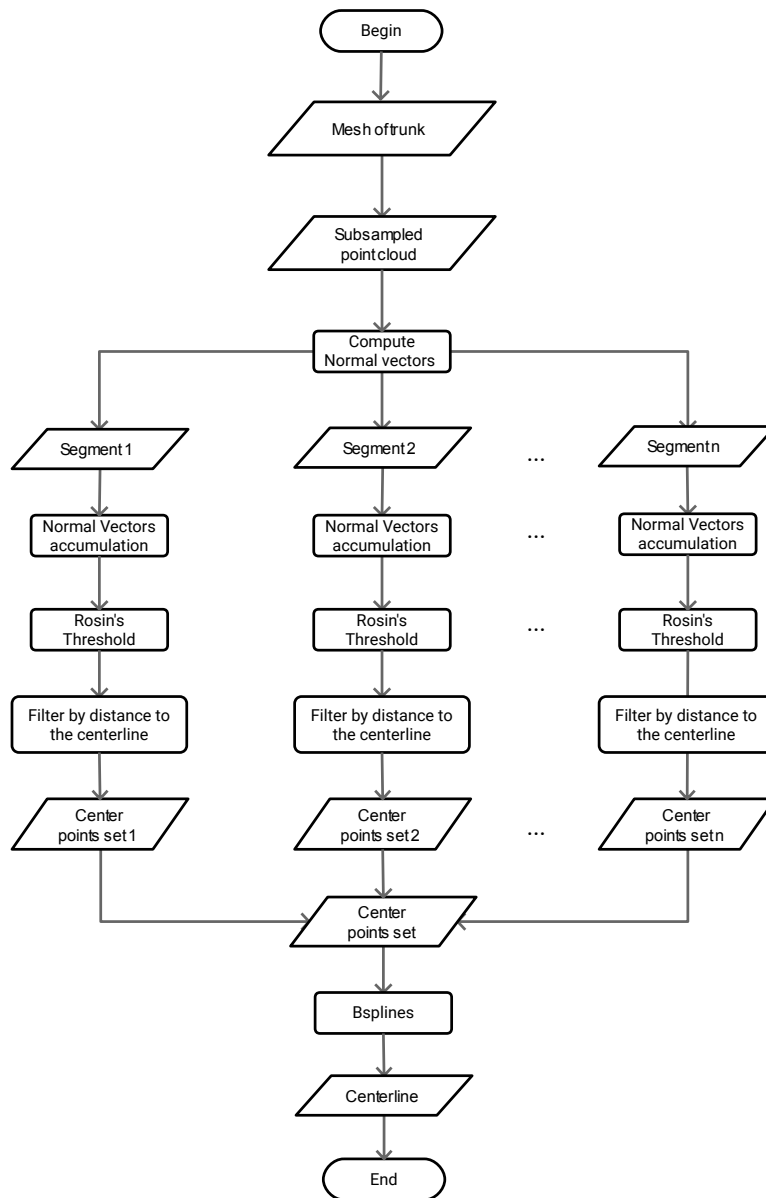 Begin
Mesh of trunk
Subsampled
point cloud
Compute
Normal vectors
Segment 1
Segment 2
...
Segment n
Normal Vectors
accumulation
Normal Vectors
accumulation
...
Normal Vectors
accumulation
Rosin's
Threshold
Rosin's
Threshold
...
Rosin's
Threshold
Filter by distance to
the centerline
Filter by distance to
the centerline
Filter by distance to
the centerline
Center
points set 1
Center
points set 2
...
Center
points set n
Center
points set
Bsplines
Centerline
End